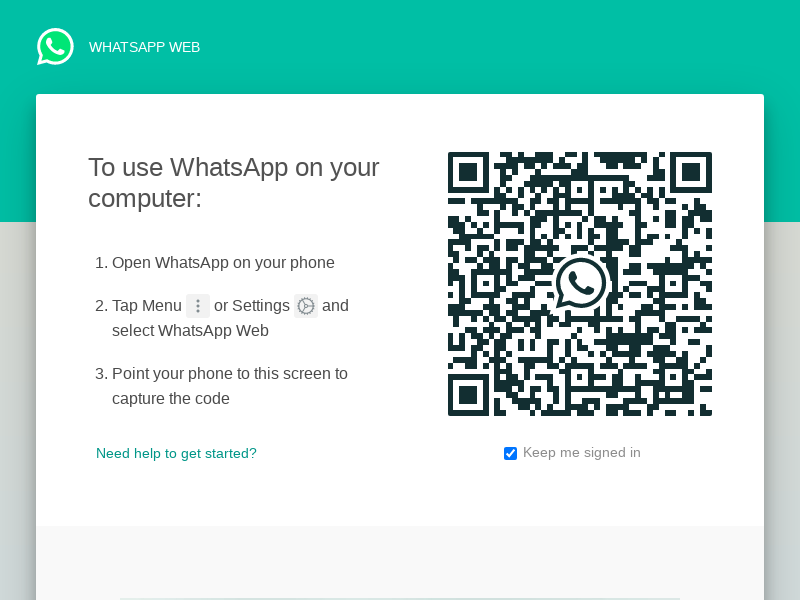 WHATSAPP WEB
To use WhatsApp on your
computer:
1. Open WhatsApp on your phone
2. Tap Menu or Settings and
select WhatsApp Web
3. Point your phone to this screen to
capture the code
Need help to get started?
Keep me signed in